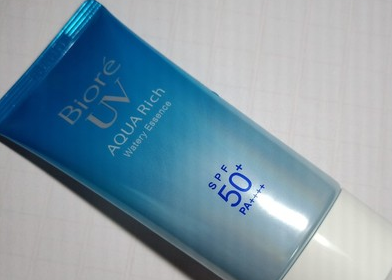 Bioré
UV
AQUA Rich
Watery Essence
SPF
50+
PA++++